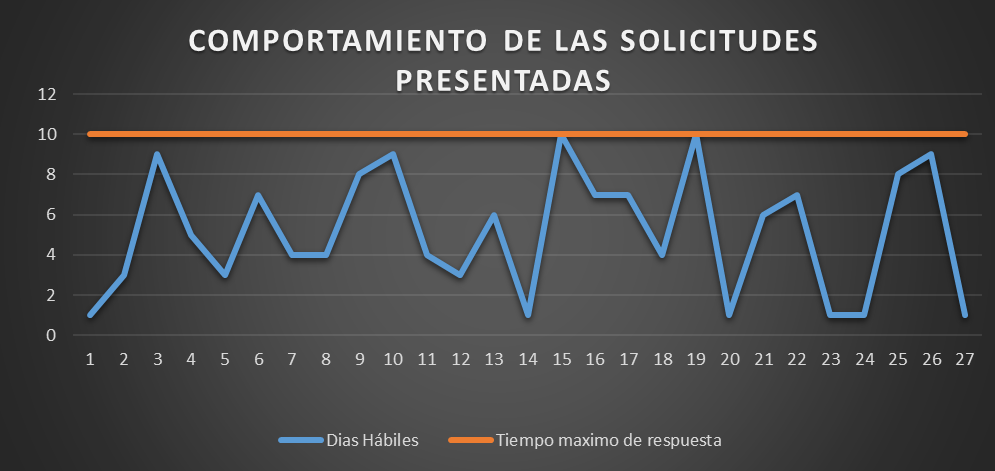 COMPORTAMIENTO DE LAS SOLICITUDES
PRESENTADAS
12
10
8
6
4
2
0
1 2 3 4 5 6 7 8 9 10 11 12 13 14 15 16 17 18 19 20 21 22 23 24 25 26 27
Dias Hábiles Tiempo maximo de respuesta